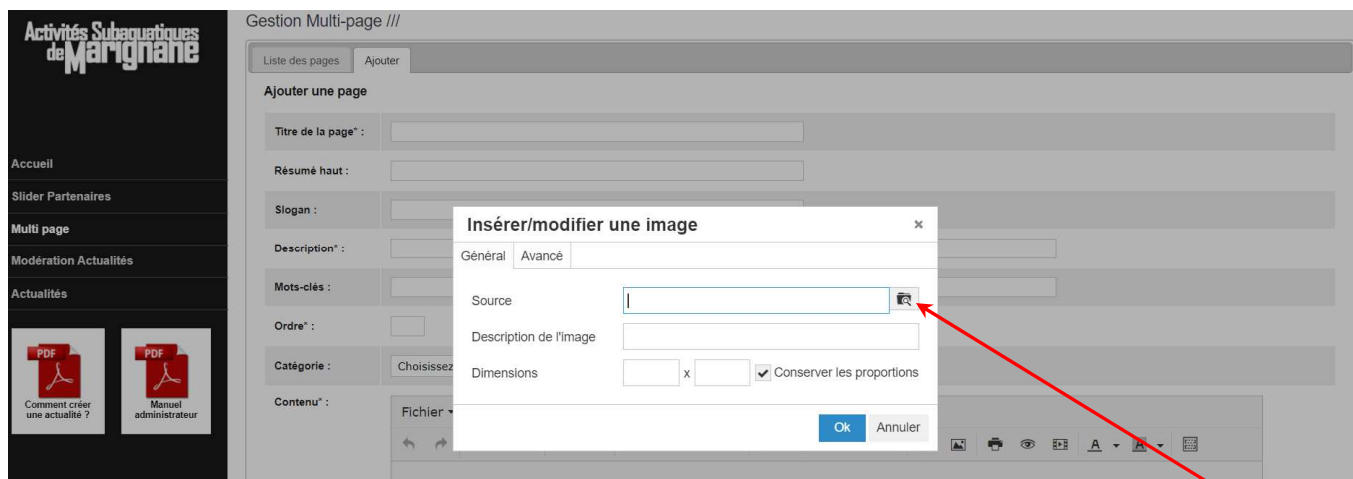 Activités Subaquatiques
de Marignane
Accueil
Slider Partenaires
Multi page
Modération Actualités
Actualités
PDF
Comment créer
une actualité ?
PDF
Manuel
administrateur
Gestion Multi-page ///
Liste des pages Ajouter
Ajouter une page
Titre de la page* :
Résumé haut :
Slogan :
Description* :
Mots-clés :
Ordre* :
Catégorie : Choisissez
Contenu* :
Fichier
A A
Insérer/modifier une image ×
Général Avancé
Source
Description de l'image
Dimensions x Conserver les proportions
Ok Annuler